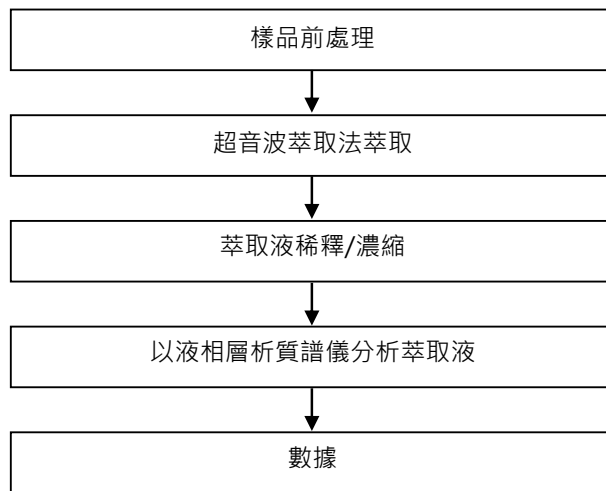 樣品前處理
超音波萃取法萃取
萃取液稀釋/濃縮
以液相層析質譜儀分析萃取液
數據